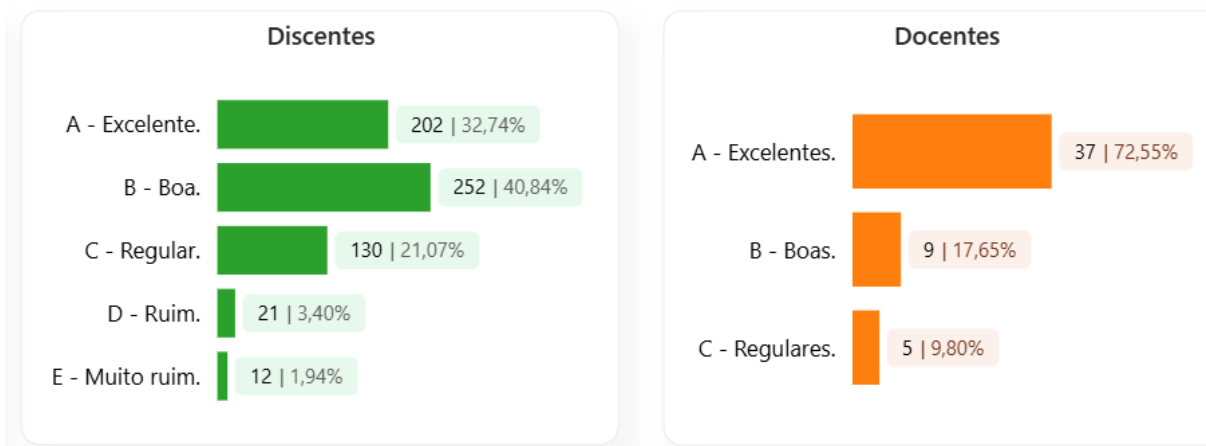 Discentes
A - Excelente. 202 | 32,74%
B - Boa. 252 | 40,84%
C - Regular. 130 | 21,07%
D - Ruim. 21 | 3,40%
E - Muito ruim. 12 | 1,94%
Docentes
A - Excelentes. 37 | 72,55%
B - Boas. 9 | 17,65%
C - Regulares. 5 | 9,80%